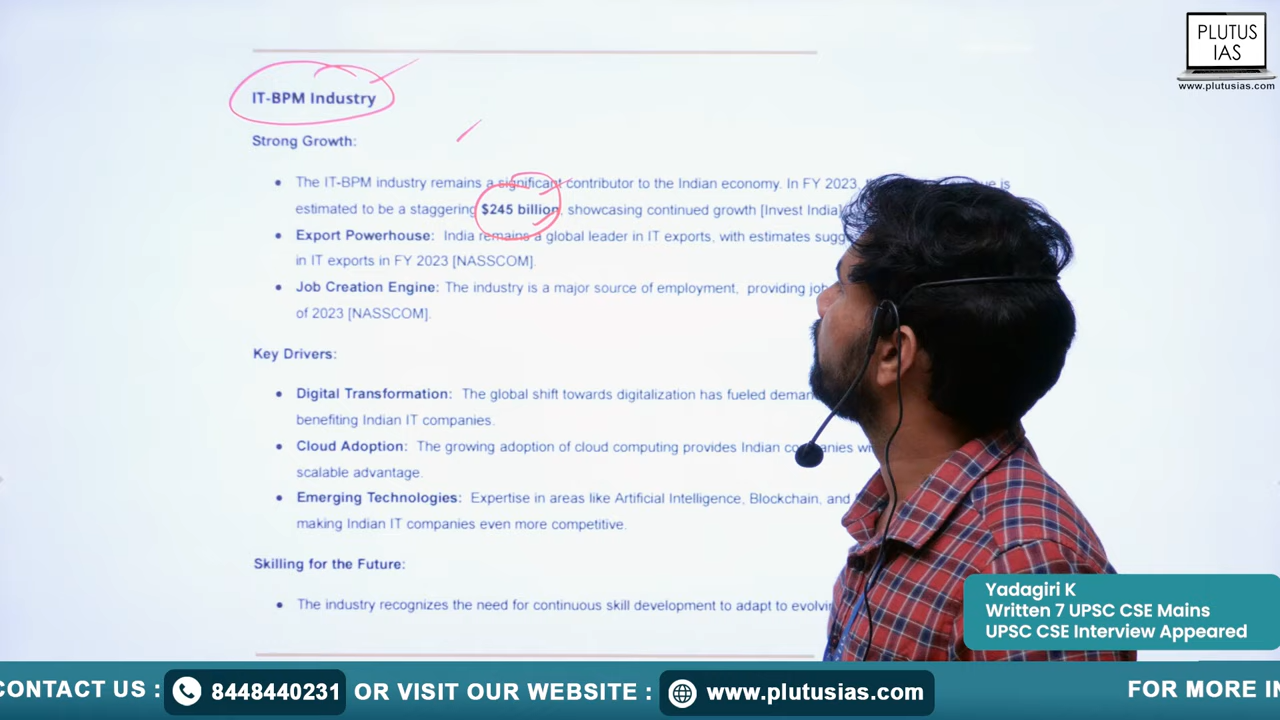 PLUTUS
IAS
www.plutusias.com
IT-BPM Industry
Strong Growth:
• The IT-BPM industry remains a significant contributor to the Indian economy. In FY 2023, is
estimated to be a staggering $245 billion, showcasing continued growth [Invest India]
• Export Powerhouse: India remains a global leader in IT exports, with estimates
in IT exports in FY 2023 [NASSCOM].
• Job Creation Engine: The industry is a major source of employment, providing
of 2023 [NASSCOM].
Key Drivers:
• Digital Transformation: The global shift towards digitalization has fueled
benefiting Indian IT companies.
• Cloud Adoption: The growing adoption of cloud computing provides Indian companies
scalable advantage.
• Emerging Technologies: Expertise in areas like Artificial Intelligence, Blockchain, and
making Indian IT companies even more competitive.
Skilling for the Future:
• The industry recognizes the need for continuous skill development to adapt to
Yadagiri K
Written 7 UPSC CSE Mains
UPSC CSE Interview Appeared
CONTACT US : 8448440231 OR VISIT OUR WEBSITE : www.plutusias.com FOR MORE